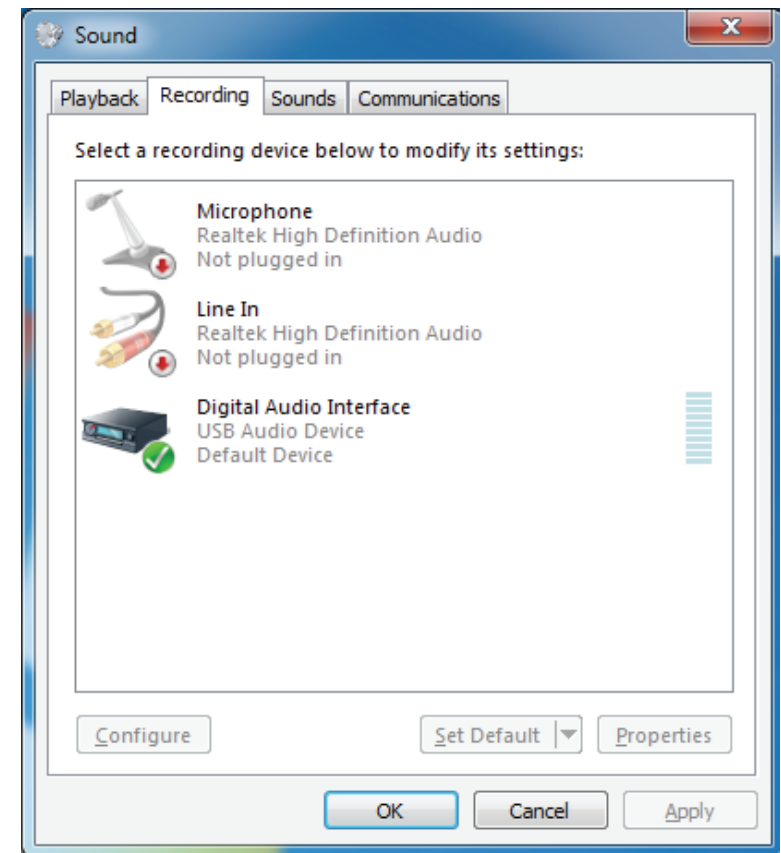 Sound
Playback Recording Sounds Communications
Select a recording device below to modify its settings:
Microphone
Realtek High Definition Audio
Not plugged in
Line In
Realtek High Definition Audio
Not plugged in
Digital Audio Interface
USB Audio Device
Default Device
Configure Set Default Properties
OK Cancel Apply